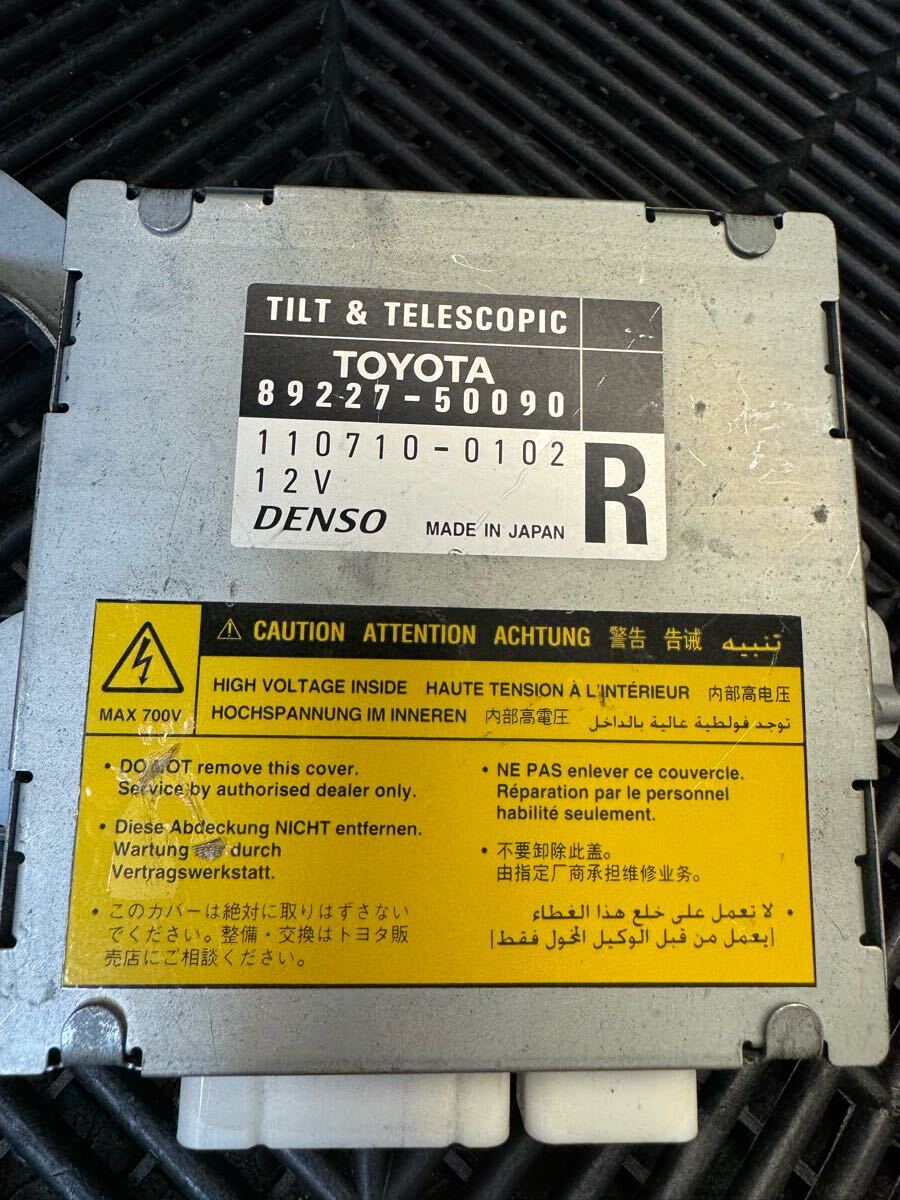 TILT & TELESCOPIC
TOYOTA
89227-50090
110710-0102
12V
R
DENSO MADE IN JAPAN
⚠ CAUTION ATTENTION ACHTUNG 警告 告诫 تنبيه
MAX 700V
HIGH VOLTAGE INSIDE HAUTE TENSION À L'INTÉRIEUR 内部高电压
HOCHSPANNUNG IM INNEREN 内部高電圧 توجد فولطية عالية بالداخل
• DO NOT remove this cover.
Service by authorised dealer only.
• Diese Abdeckung NICHT entfernen.
Wartung durch
Vertragswerkstatt.
• このカバーは絶対に取りはずさない
でください。整備・交換はトヨタ販
売店にご相談ください。
• NE PAS enlever ce couvercle.
Réparation par le personnel
habilité seulement.
• 不要卸除此盖。
由指定厂商承担维修业务。
• لا تعمل على خلع هذا الغطاء
[يعمل من قبل الوكيل المخول فقط]